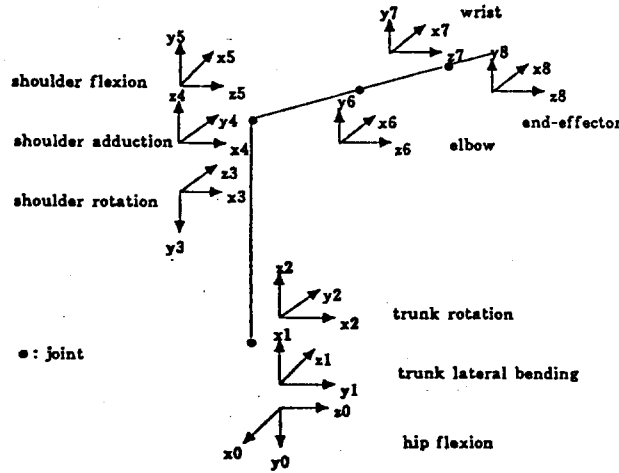 y7
wrist
x7
z7
y5
x5
shoulder flexion
z5
z4
y4
shoulder adduction
x4
z3
x3
shoulder rotation
y3
y8
x8
z8
end-effector
y6
x6
z6
elbow
z2
y2
x2
trunk rotation
x1
z1
●: joint
y1
trunk lateral bending
z0
x0
y0
hip flexion